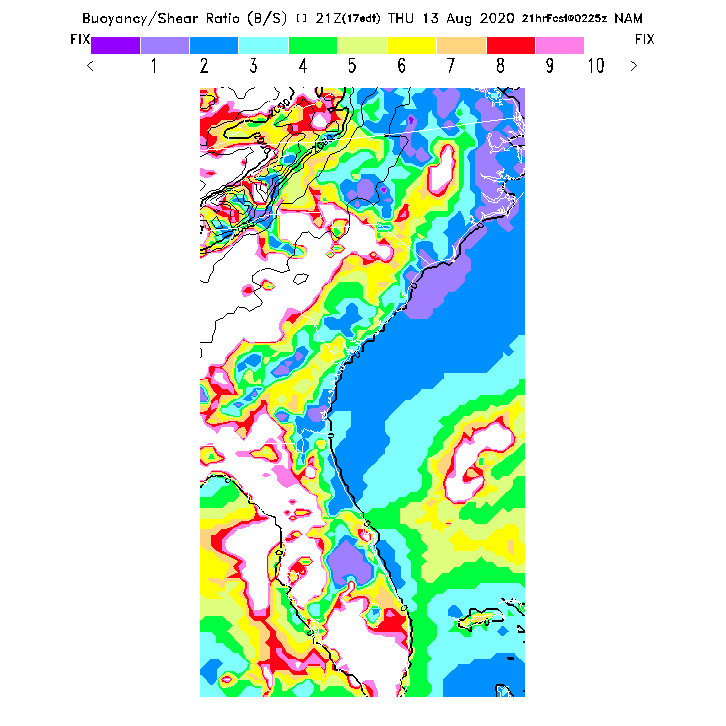 Buoyancy/Shear Ratio (B/S) [] 21Z(17edt) THU 13 Aug 2020 21hrFcst@0225z NAM
FIX FIX
< 1 2 3 4 5 6 7 8 9 10 >